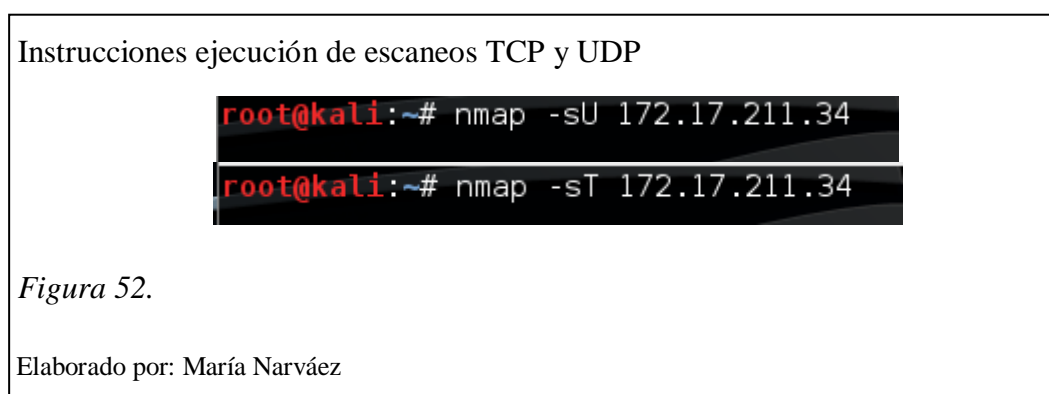 Instrucciones ejecución de escaneos TCP y UDP
root@kali:~# nmap -sU 172.17.211.34
root@kali:~# nmap -sT 172.17.211.34
Figura 52.
Elaborado por: María Narváez